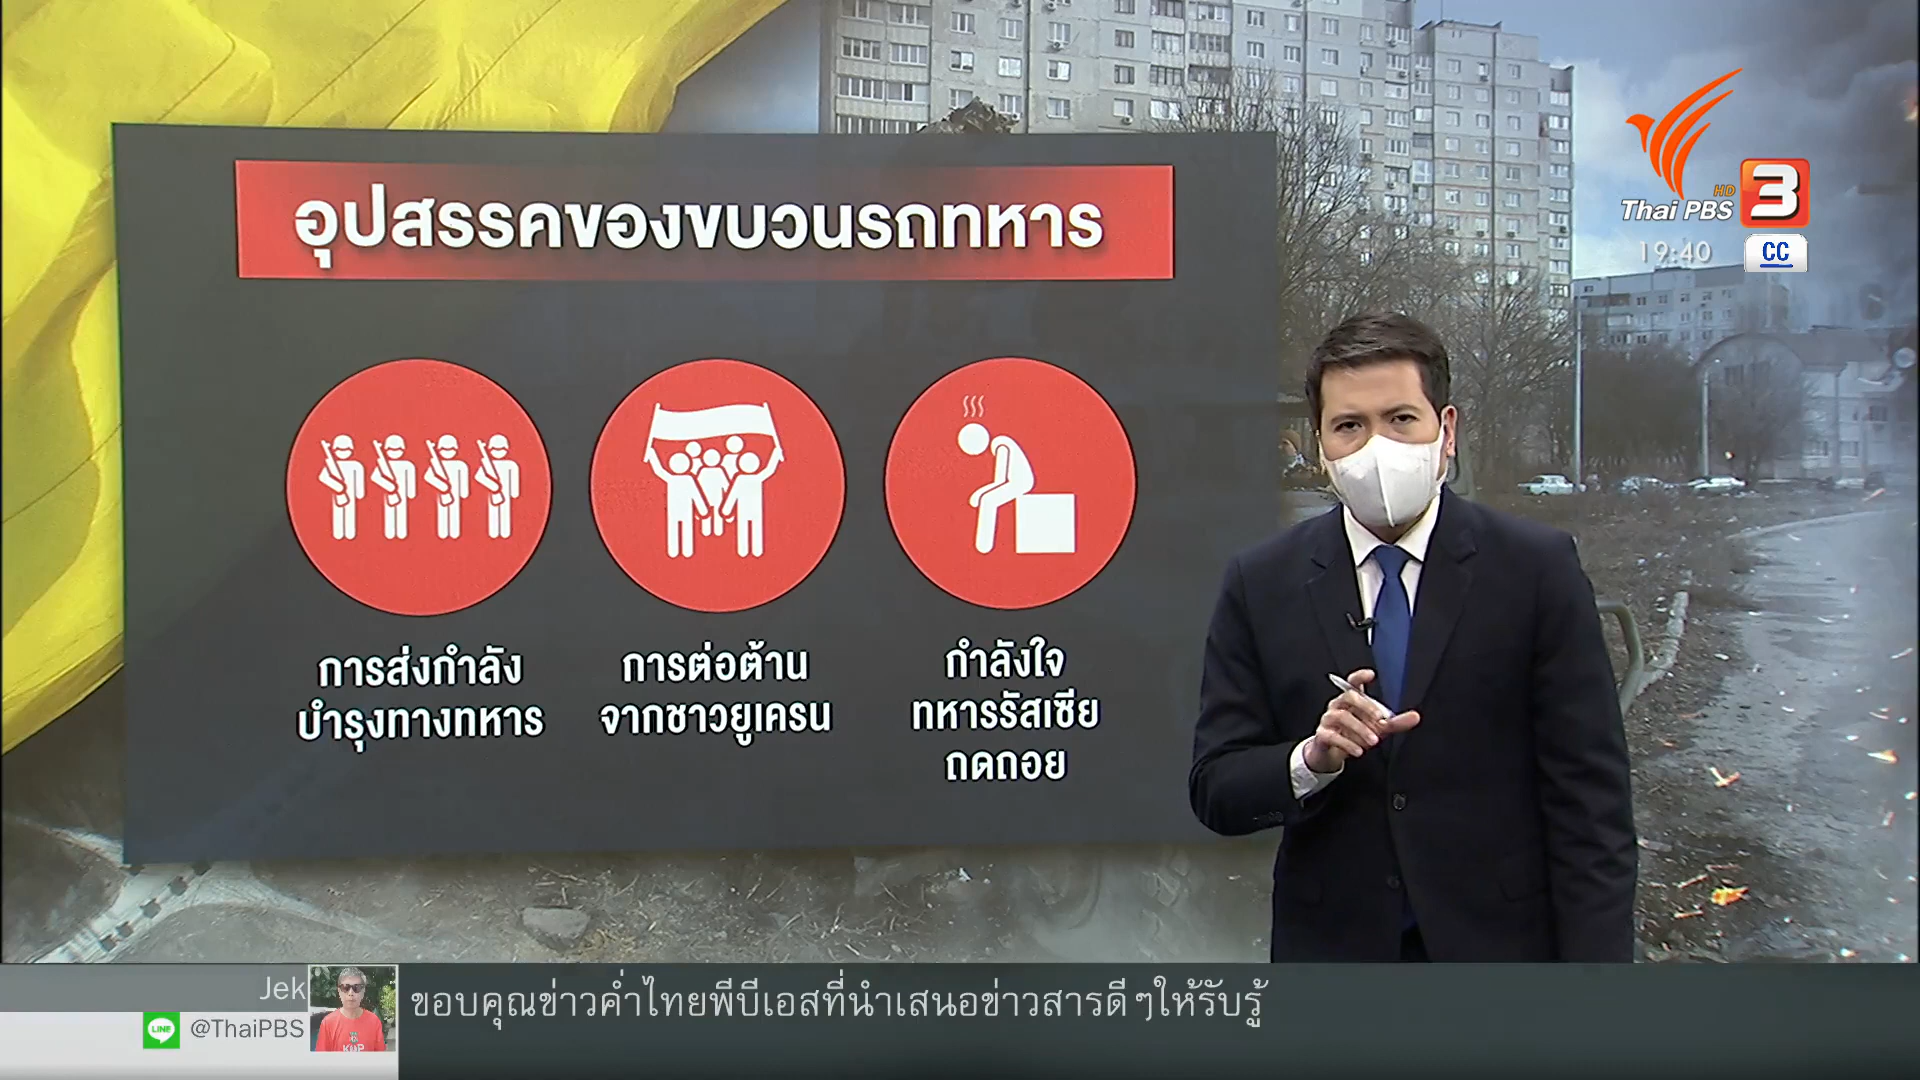 อุปสรรคของขบวนรถทหาร
การส่งกำลัง
บำรุงทางทหาร
การต่อต้าน
จากชาวยูเครน
กำลังใจ
ทหารรัสเซีย
ถดถอย
HD
Thai PBS 3
19:40
CC
Jek
LINE @ThaiPBS
ขอบคุณข่าวค่ำไทยพีบีเอสที่นำเสนอข่าวสารดีๆให้รับรู้